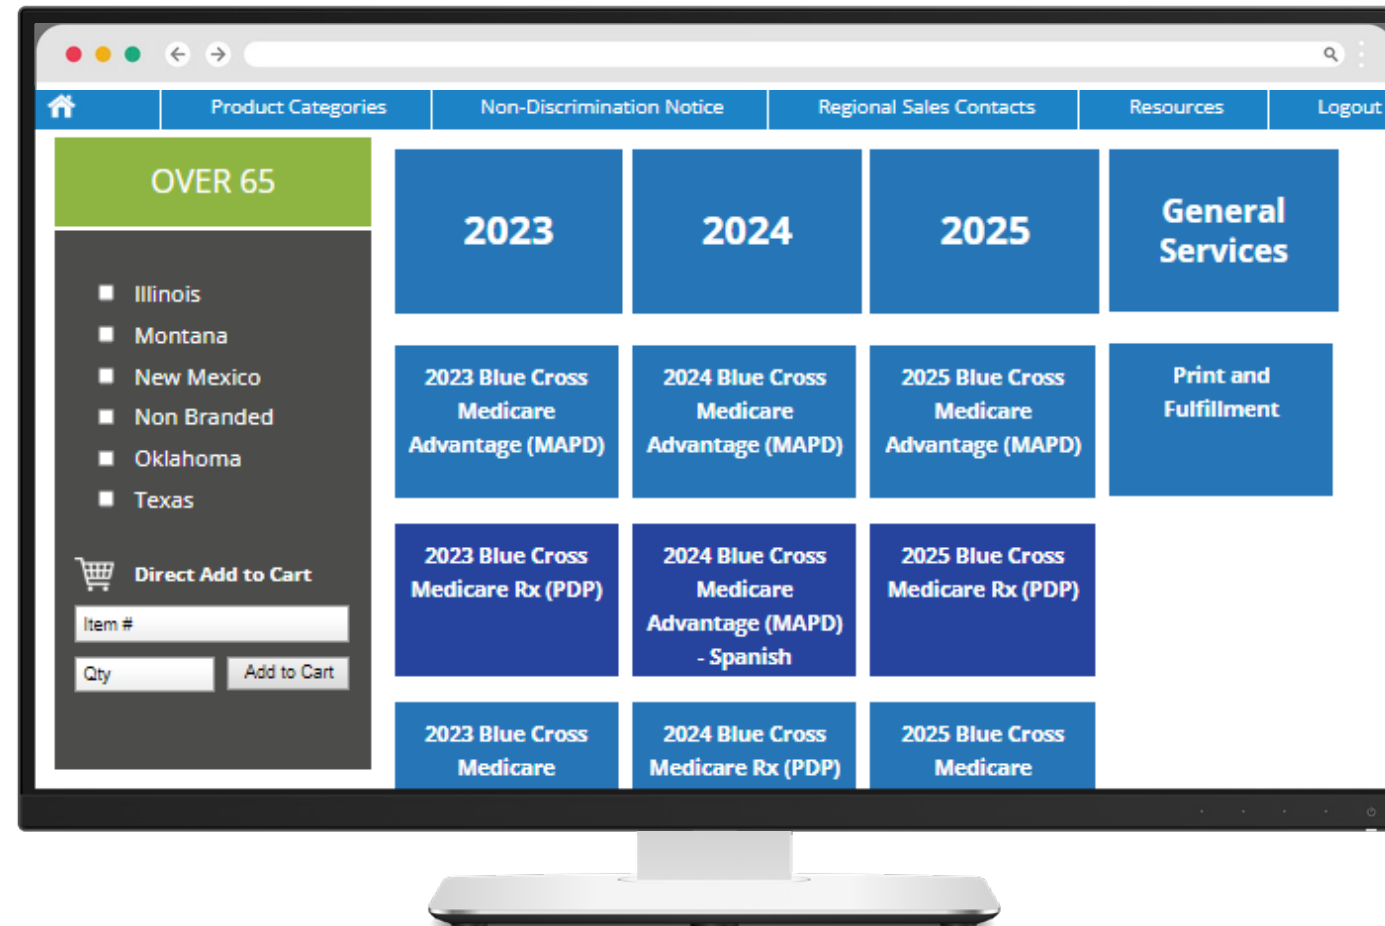 Product Categories
Non-Discrimination Notice
Regional Sales Contacts
Resources
Logout
OVER 65
Illinois
Montana
New Mexico
Non Branded
Oklahoma
Texas
Direct Add to Cart
Item #
Qty
Add to Cart
2023
2024
2025
General
Services
2023 Blue Cross
Medicare
Advantage (MAPD)
2024 Blue Cross
Medicare
Advantage (MAPD)
2025 Blue Cross
Medicare
Advantage (MAPD)
Print and
Fulfillment
2023 Blue Cross
Medicare Rx (PDP)
2024 Blue Cross
Medicare
Advantage (MAPD)
- Spanish
2025 Blue Cross
Medicare Rx (PDP)
2023 Blue Cross
Medicare
2024 Blue Cross
Medicare Rx (PDP)
2025 Blue Cross
Medicare